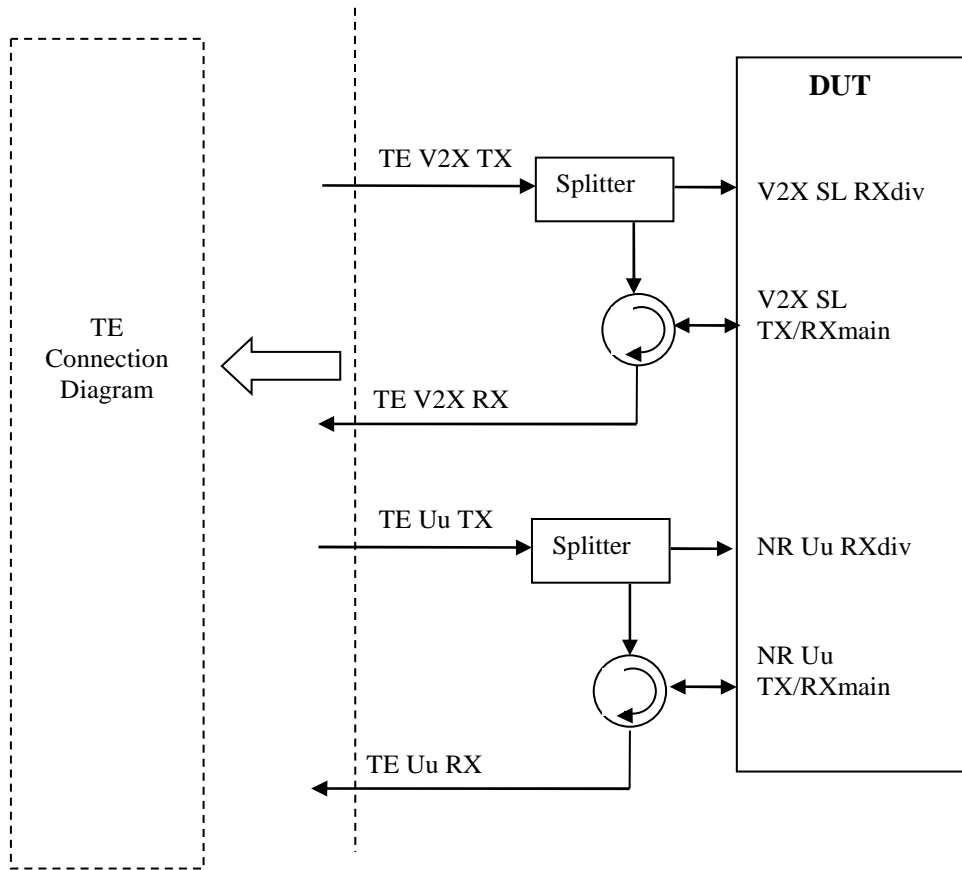 DUT
TE V2X TX
Splitter
V2X SL RXdiv
V2X SL
TX/RXmain
TE
Connection
Diagram
TE V2X RX
TE Uu TX
Splitter
NR Uu RXdiv
NR Uu
TX/RXmain
TE Uu RX